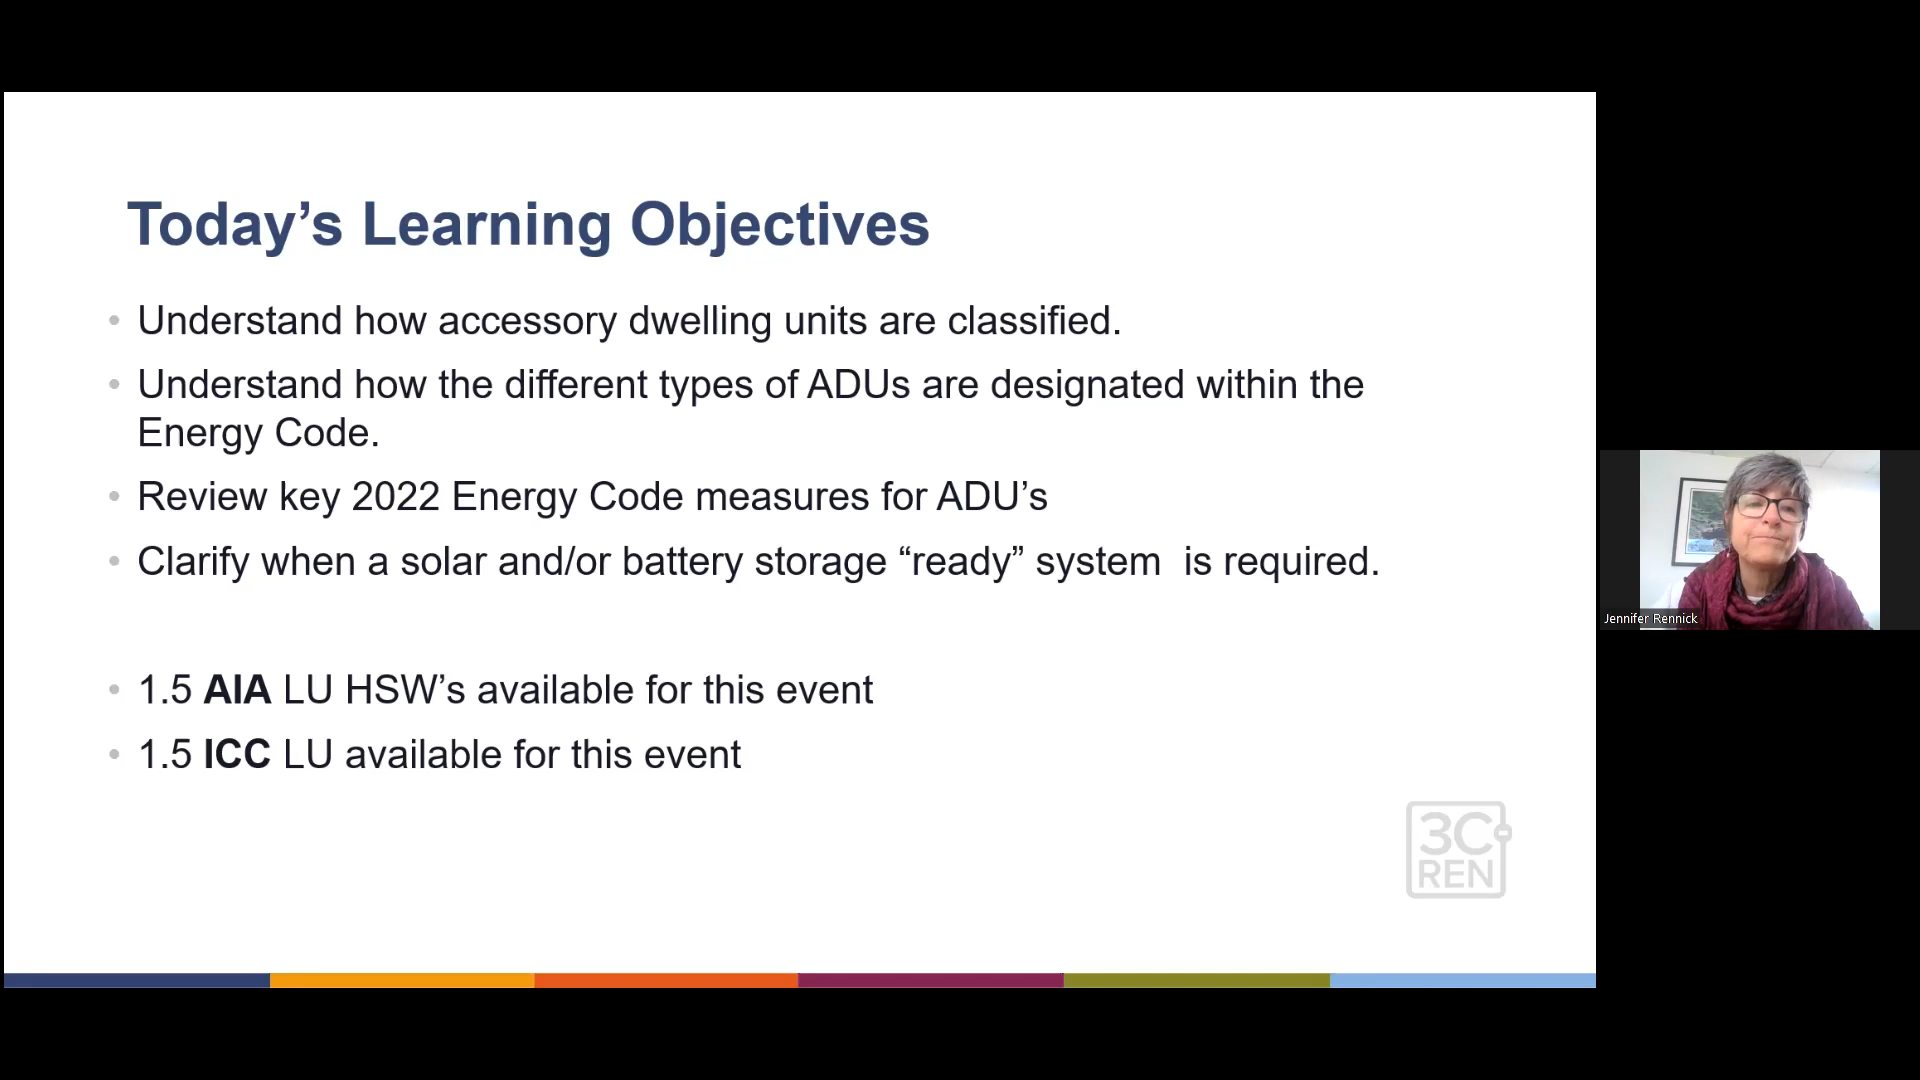 Today’s Learning Objectives
• Understand how accessory dwelling units are classified.
• Understand how the different types of ADUs are designated within the
Energy Code.
• Review key 2022 Energy Code measures for ADU’s
• Clarify when a solar and/or battery storage “ready” system  is required.
• 1.5 AIA LU HSW’s available for this event
• 1.5 ICC LU available for this event
3C
REN
Jennifer Rennick